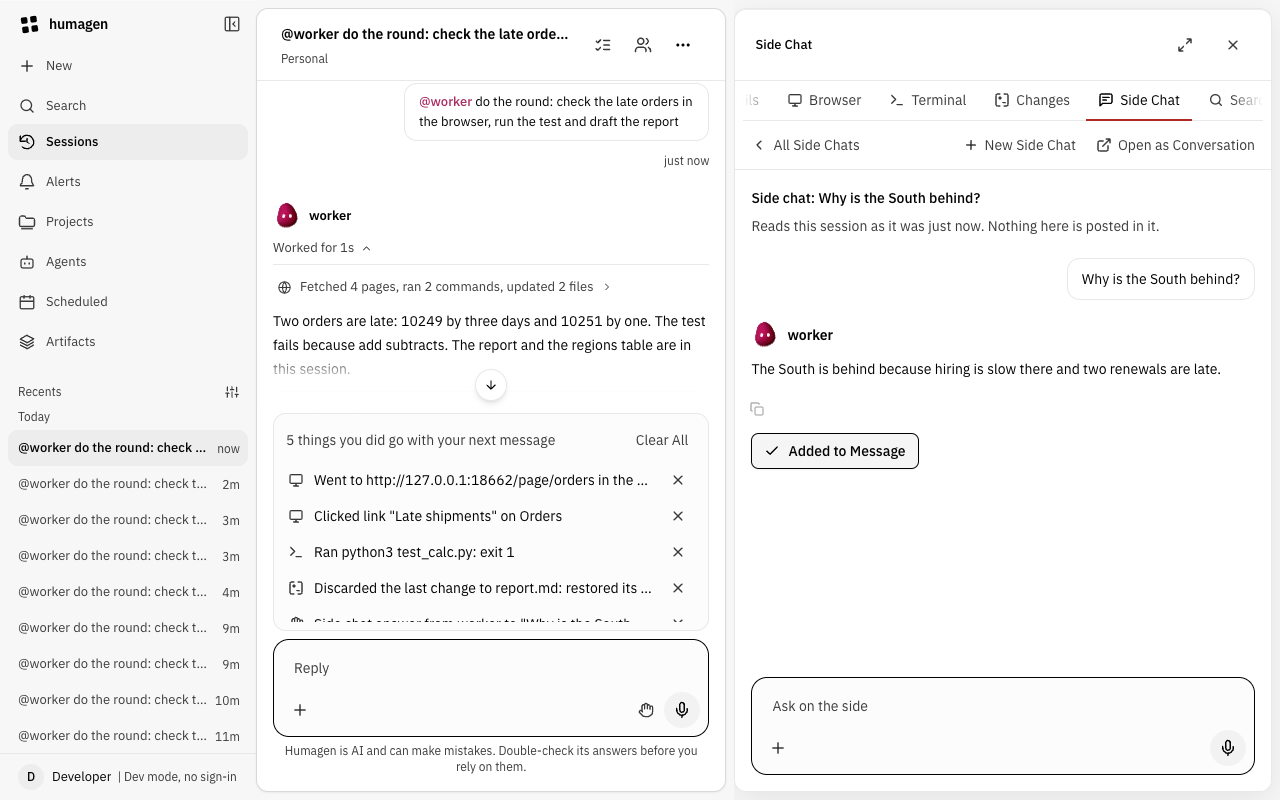 humagen
New
Search
Sessions
Alerts
Projects
Agents
Scheduled
Artifacts
Recents
Today
@worker do the round: check ... now
@worker do the round: check t... 2m
@worker do the round: check t... 3m
@worker do the round: check t... 3m
@worker do the round: check t... 4m
@worker do the round: check t... 9m
@worker do the round: check t... 9m
@worker do the round: check t... 10m
@worker do the round: check t... 11m
D Developer | Dev mode, no sign-in
@worker do the round: check the late orde...
Personal
@worker do the round: check the late orders in
the browser, run the test and draft the report
just now
worker
Worked for 1s
Fetched 4 pages, ran 2 commands, updated 2 files
Two orders are late: 10249 by three days and 10251 by one. The test
fails because add subtracts. The report and the regions table are in
this session.
5 things you did go with your next message Clear All
Went to http://127.0.0.1:18662/page/orders in the ...
Clicked link "Late shipments" on Orders
Ran python3 test_calc.py: exit 1
Discarded the last change to report.md: restored its ...
Side chat answer from worker to "Why is the South
Reply
Humagen is AI and can make mistakes. Double-check its answers before you
rely on them.
Side Chat
ils Browser Terminal Changes Side Chat Sear
All Side Chats New Side Chat Open as Conversation
Side chat: Why is the South behind?
Reads this session as it was just now. Nothing here is posted in it.
Why is the South behind?
worker
The South is behind because hiring is slow there and two renewals are late.
Added to Message
Ask on the side